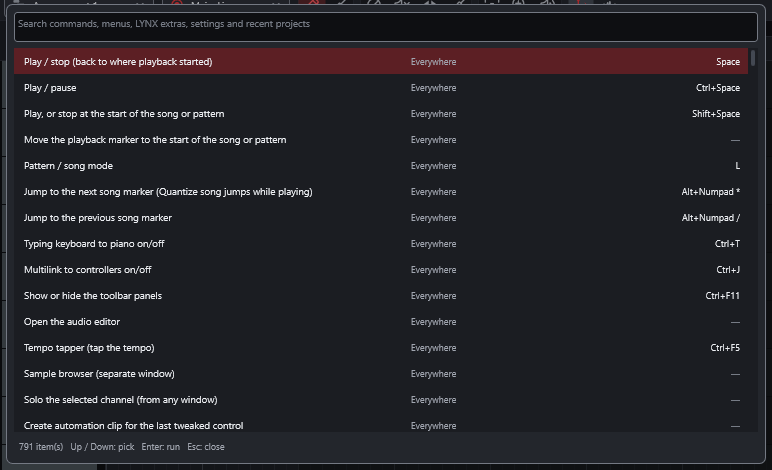 Search commands, menus, LYNX extras, settings and recent projects
Play / stop (back to where playback started) Everywhere Space
Play / pause Everywhere Ctrl+Space
Play, or stop at the start of the song or pattern Everywhere Shift+Space
Move the playback marker to the start of the song or pattern Everywhere —
Pattern / song mode Everywhere L
Jump to the next song marker (Quantize song jumps while playing) Everywhere Alt+Numpad *
Jump to the previous song marker Everywhere Alt+Numpad /
Typing keyboard to piano on/off Everywhere Ctrl+T
Multilink to controllers on/off Everywhere Ctrl+J
Show or hide the toolbar panels Everywhere Ctrl+F11
Open the audio editor Everywhere —
Tempo tapper (tap the tempo) Everywhere Ctrl+F5
Sample browser (separate window) Everywhere —
Solo the selected channel (from any window) Everywhere —
Create automation clip for the last tweaked control Everywhere —
791 item(s) Up / Down: pick Enter: run Esc: close